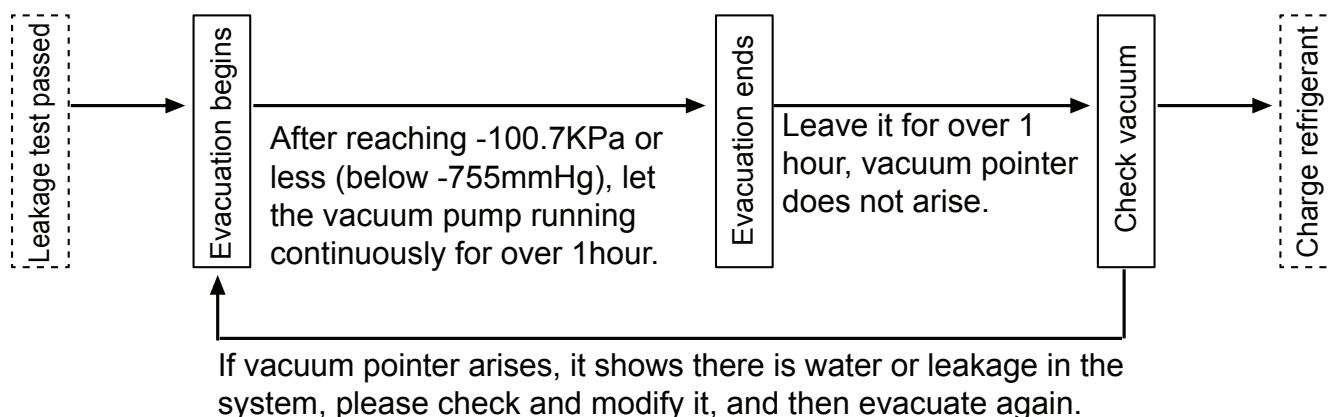 Leakage test passed
Evacuation begins
After reaching -100.7KPa or
less (below -755mmHg), let
the vacuum pump running
continuously for over 1hour.
Evacuation ends
Leave it for over 1
hour, vacuum pointer
does not arise.
Check vacuum
Charge refrigerant
If vacuum pointer arises, it shows there is water or leakage in the
system, please check and modify it, and then evacuate again.